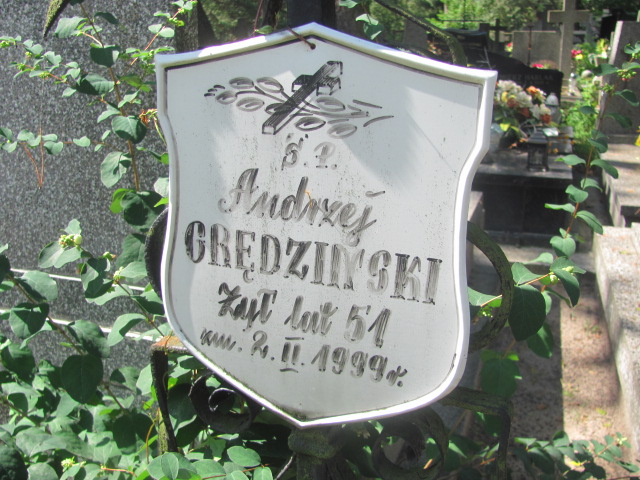 Ś. P.
Andrzej
GRĘDZIŃSKI
Żył lat 51
zm. 2. II. 1999 r.